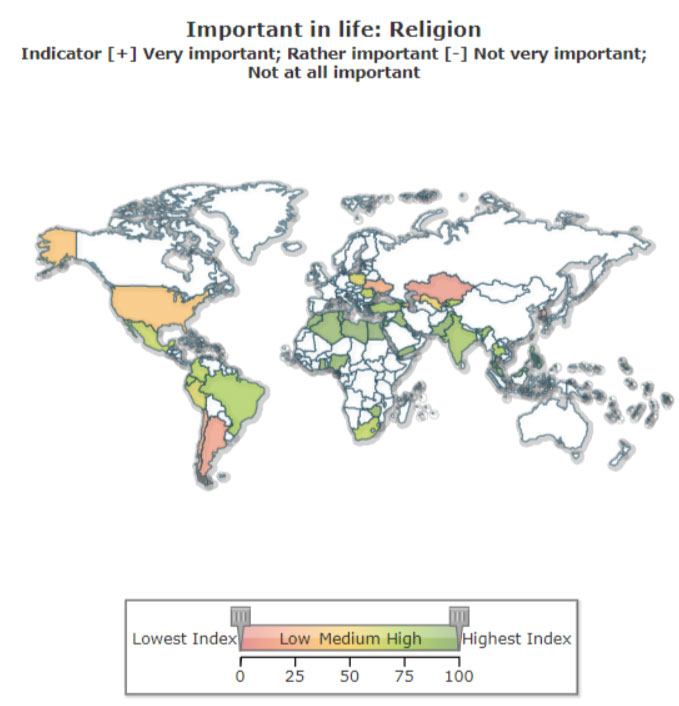 Important in life: Religion
Indicator [+] Very important; Rather important [-] Not very important;
Not at all important
Lowest Index Low Medium High Highest Index
0 25 50 75 100